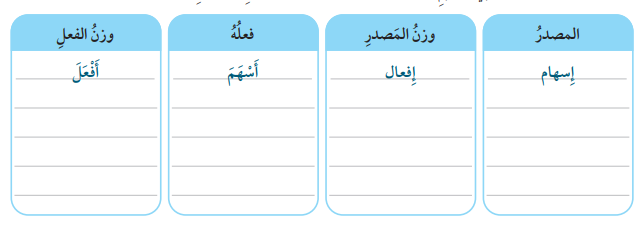 المصدرُ
وزنُ المَصدرِ
فعلُهُ
وزنُ الفعلِ
إِسهام
إِفعال
أَسْهَمَ
أَفْعَلَ